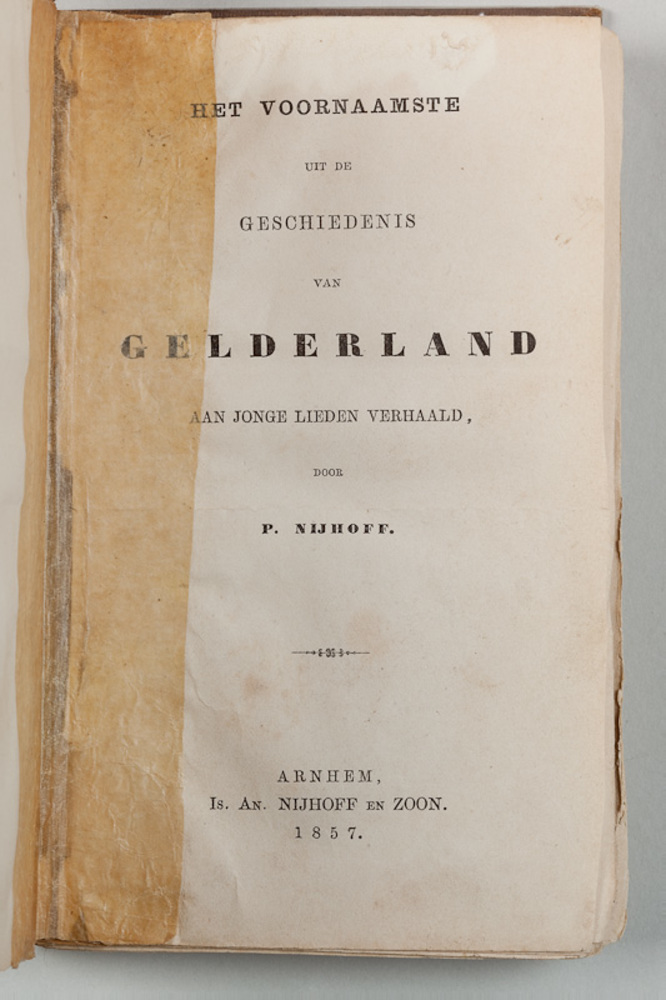 HET VOORNAAMSTE
UIT DE
GESCHIEDENIS
VAN
GELDERLAND
AAN JONGE LIEDEN VERHAALD,
DOOR
P. NIJHOFF.
ARNHEM,
Is. An. NIJHOFF EN ZOON.
1857.